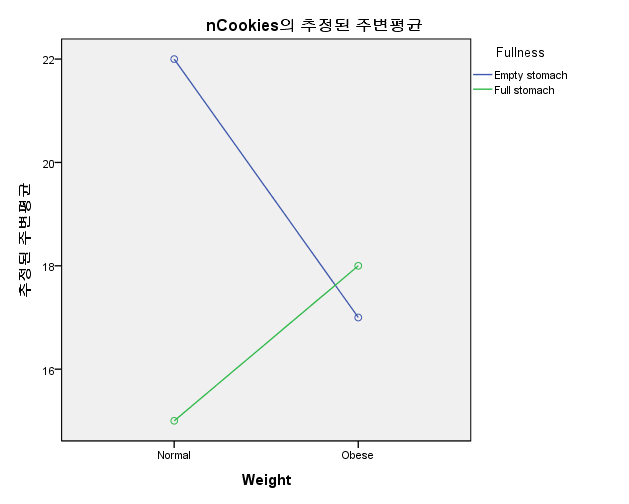 nCookies의 추정된 주변평균
Fullness
Empty stomach
Full stomach
추정된 주변평균
22
20
18
16
Normal
Obese
Weight